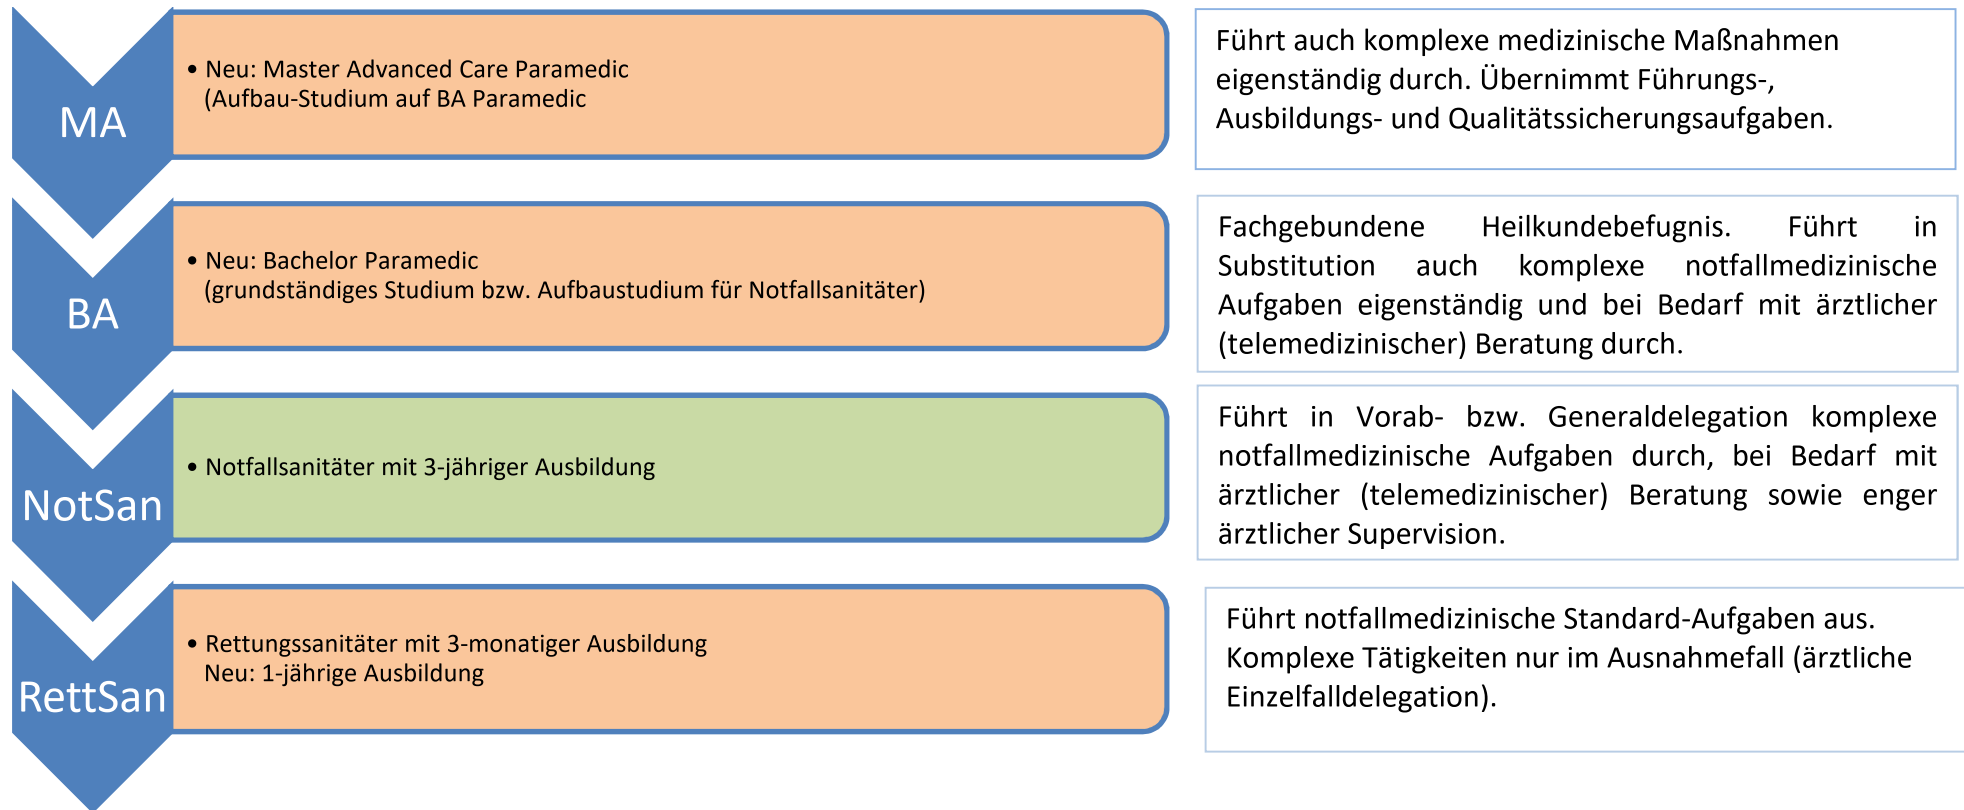 MA
• Neu: Master Advanced Care Paramedic
(Aufbau-Studium auf BA Paramedic
Führt auch komplexe medizinische Maßnahmen
eigenständig durch. Übernimmt Führungs-,
Ausbildungs- und Qualitätssicherungsaufgaben.
BA
• Neu: Bachelor Paramedic
(grundständiges Studium bzw. Aufbaustudium für Notfallsanitäter)
Fachgebundene Heilkundebefugnis. Führt in
Substitution auch komplexe notfallmedizinische
Aufgaben eigenständig und bei Bedarf mit ärztlicher
(telemedizinischer) Beratung durch.
NotSan
• Notfallsanitäter mit 3-jähriger Ausbildung
Führt in Vorab- bzw. Generaldelegation komplexe
notfallmedizinische Aufgaben durch, bei Bedarf mit
ärztlicher (telemedizinischer) Beratung sowie enger
ärztlicher Supervision.
RettSan
• Rettungssanitäter mit 3-monatiger Ausbildung
Neu: 1-jährige Ausbildung
Führt notfallmedizinische Standard-Aufgaben aus.
Komplexe Tätigkeiten nur im Ausnahmefall (ärztliche
Einzelfalldelegation).